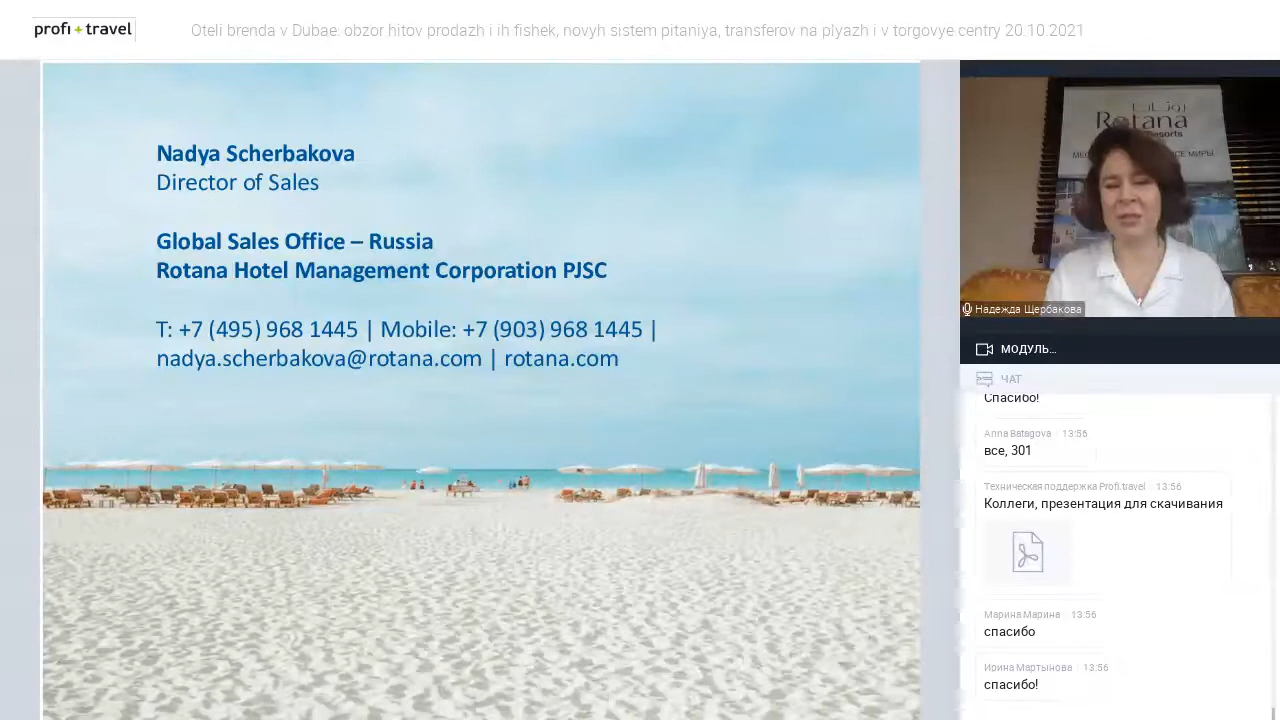 profi + travel
Oteli brenda v Dubae: obzor hitov prodazh i ih fishek, novyh sistem pitaniya, transferov na plyazh i v torgovye centry 20.10.2021
Nadya Scherbakova
Director of Sales
Global Sales Office – Russia
Rotana Hotel Management Corporation PJSC
T: +7 (495) 968 1445 | Mobile: +7 (903) 968 1445 |
nadya.scherbakova@rotana.com | rotana.com
روتانا
Rotana
ВСЕ МИРЫ.
Надежда Щербакова
МОДУЛЬ...
ЧАТ
Спасибо!
Anna Batagova 13:56
все, 301
Техническая поддержка Profi.travel 13:56
Коллеги, презентация для скачивания
Марина Марина 13:56
спасибо
Ирина Мартынова 13:56
спасибо!